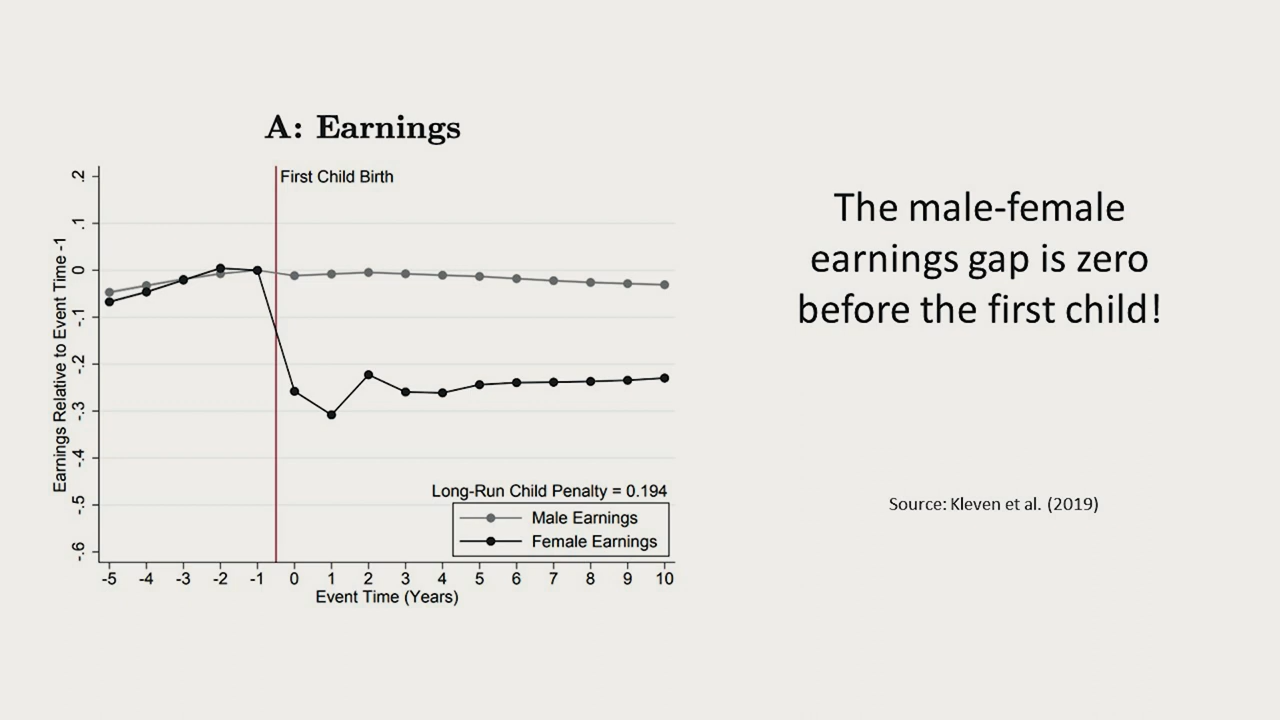 A: Earnings
First Child Birth
.2
.1
0
-.1
-.2
-.3
-.4
-.5
-.6
Earnings Relative to Event Time -1
Long-Run Child Penalty = 0.194
Male Earnings
Female Earnings
-5 -4 -3 -2 -1 0 1 2 3 4 5 6 7 8 9 10
Event Time (Years)
The male-female
earnings gap is zero
before the first child!
Source: Kleven et al. (2019)